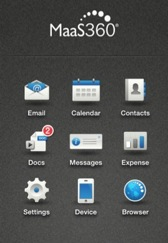 MaaS360®
Email Calendar Contacts
2
Docs Messages Expense
Settings Device Browser